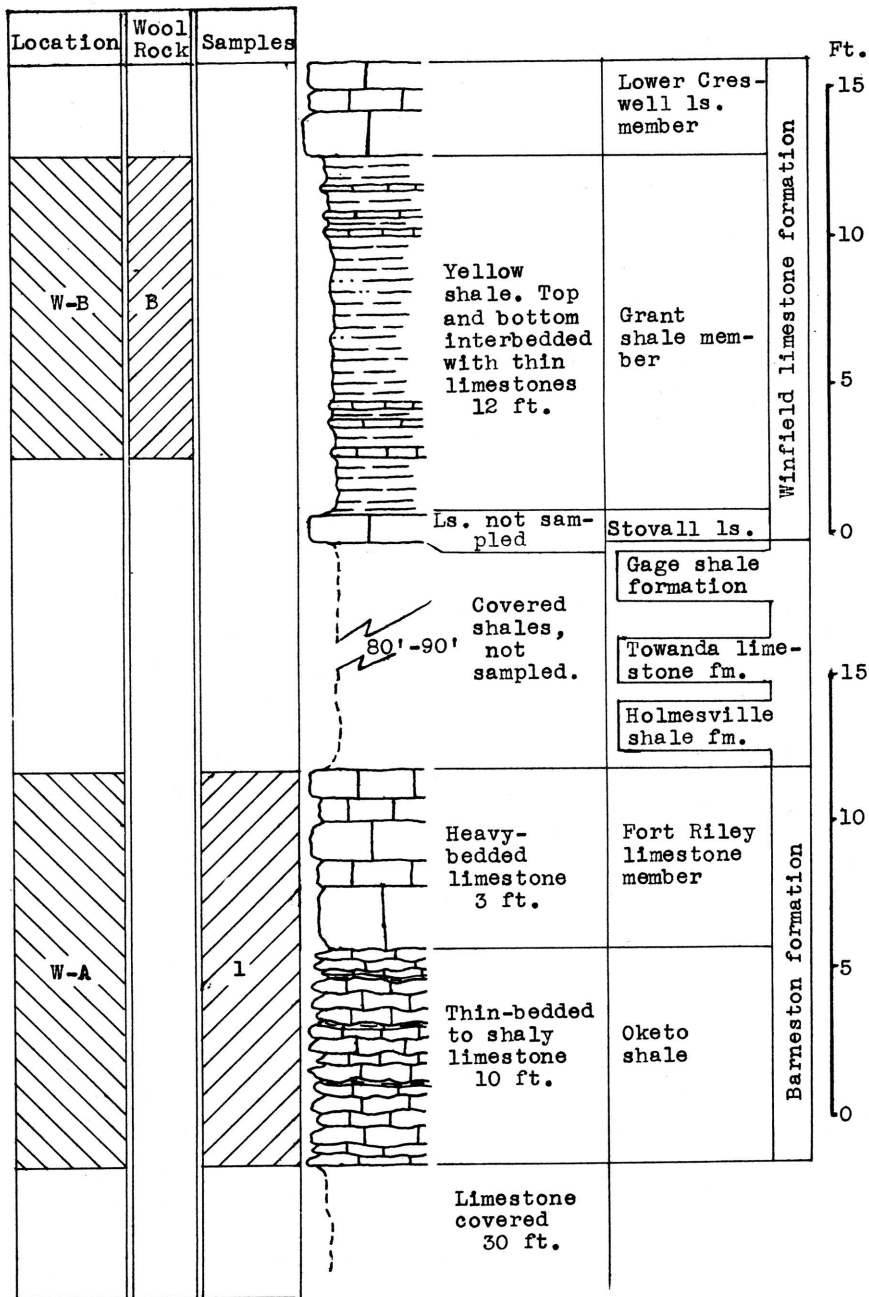 Location
Wool
Rock
Samples
Ft.
15
10
5
0
Lower Cres-
well ls.
member
W-B
B
Yellow
shale. Top
and bottom
interbedded
with thin
limestones
12 ft.
Grant
shale mem-
ber
Winfield limestone formation
Ls. not sam-
pled
Stovall ls.
Gage shale
formation
Covered
shales,
not
sampled.
80'-90'
Towanda lime-
stone fm.
Holmesville
shale fm.
15
10
5
0
W-A
1
Heavy-
bedded
limestone
3 ft.
Fort Riley
limestone
member
Thin-bedded
to shaly
limestone
10 ft.
Oketo
shale
Barneston formation
Limestone
covered
30 ft.